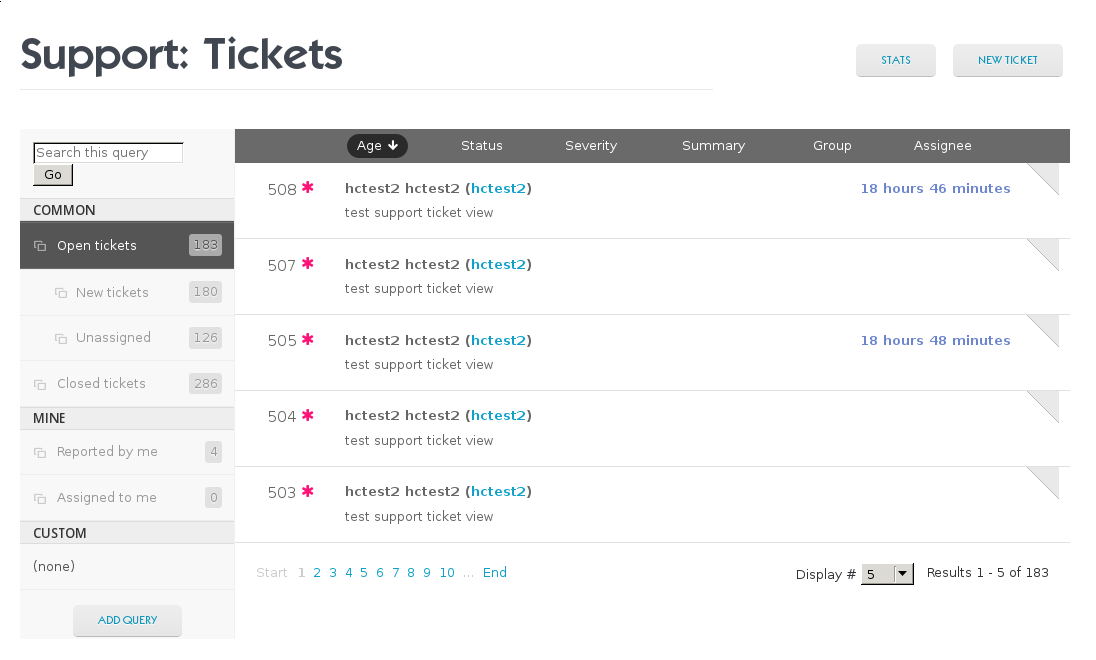 Support: Tickets
STATS NEW TICKET
Search this query
Go
COMMON
Open tickets 183
New tickets 180
Unassigned 126
Closed tickets 286
MINE
Reported by me 4
Assigned to me 0
CUSTOM
(none)
ADD QUERY
Age Status Severity Summary Group Assignee
508 * hctest2 hctest2 (hctest2) 18 hours 46 minutes
test support ticket view
507 * hctest2 hctest2 (hctest2)
test support ticket view
505 * hctest2 hctest2 (hctest2) 18 hours 48 minutes
test support ticket view
504 * hctest2 hctest2 (hctest2)
test support ticket view
503 * hctest2 hctest2 (hctest2)
test support ticket view
Start 1 2 3 4 5 6 7 8 9 10 ... End Display # 5 Results 1 - 5 of 183